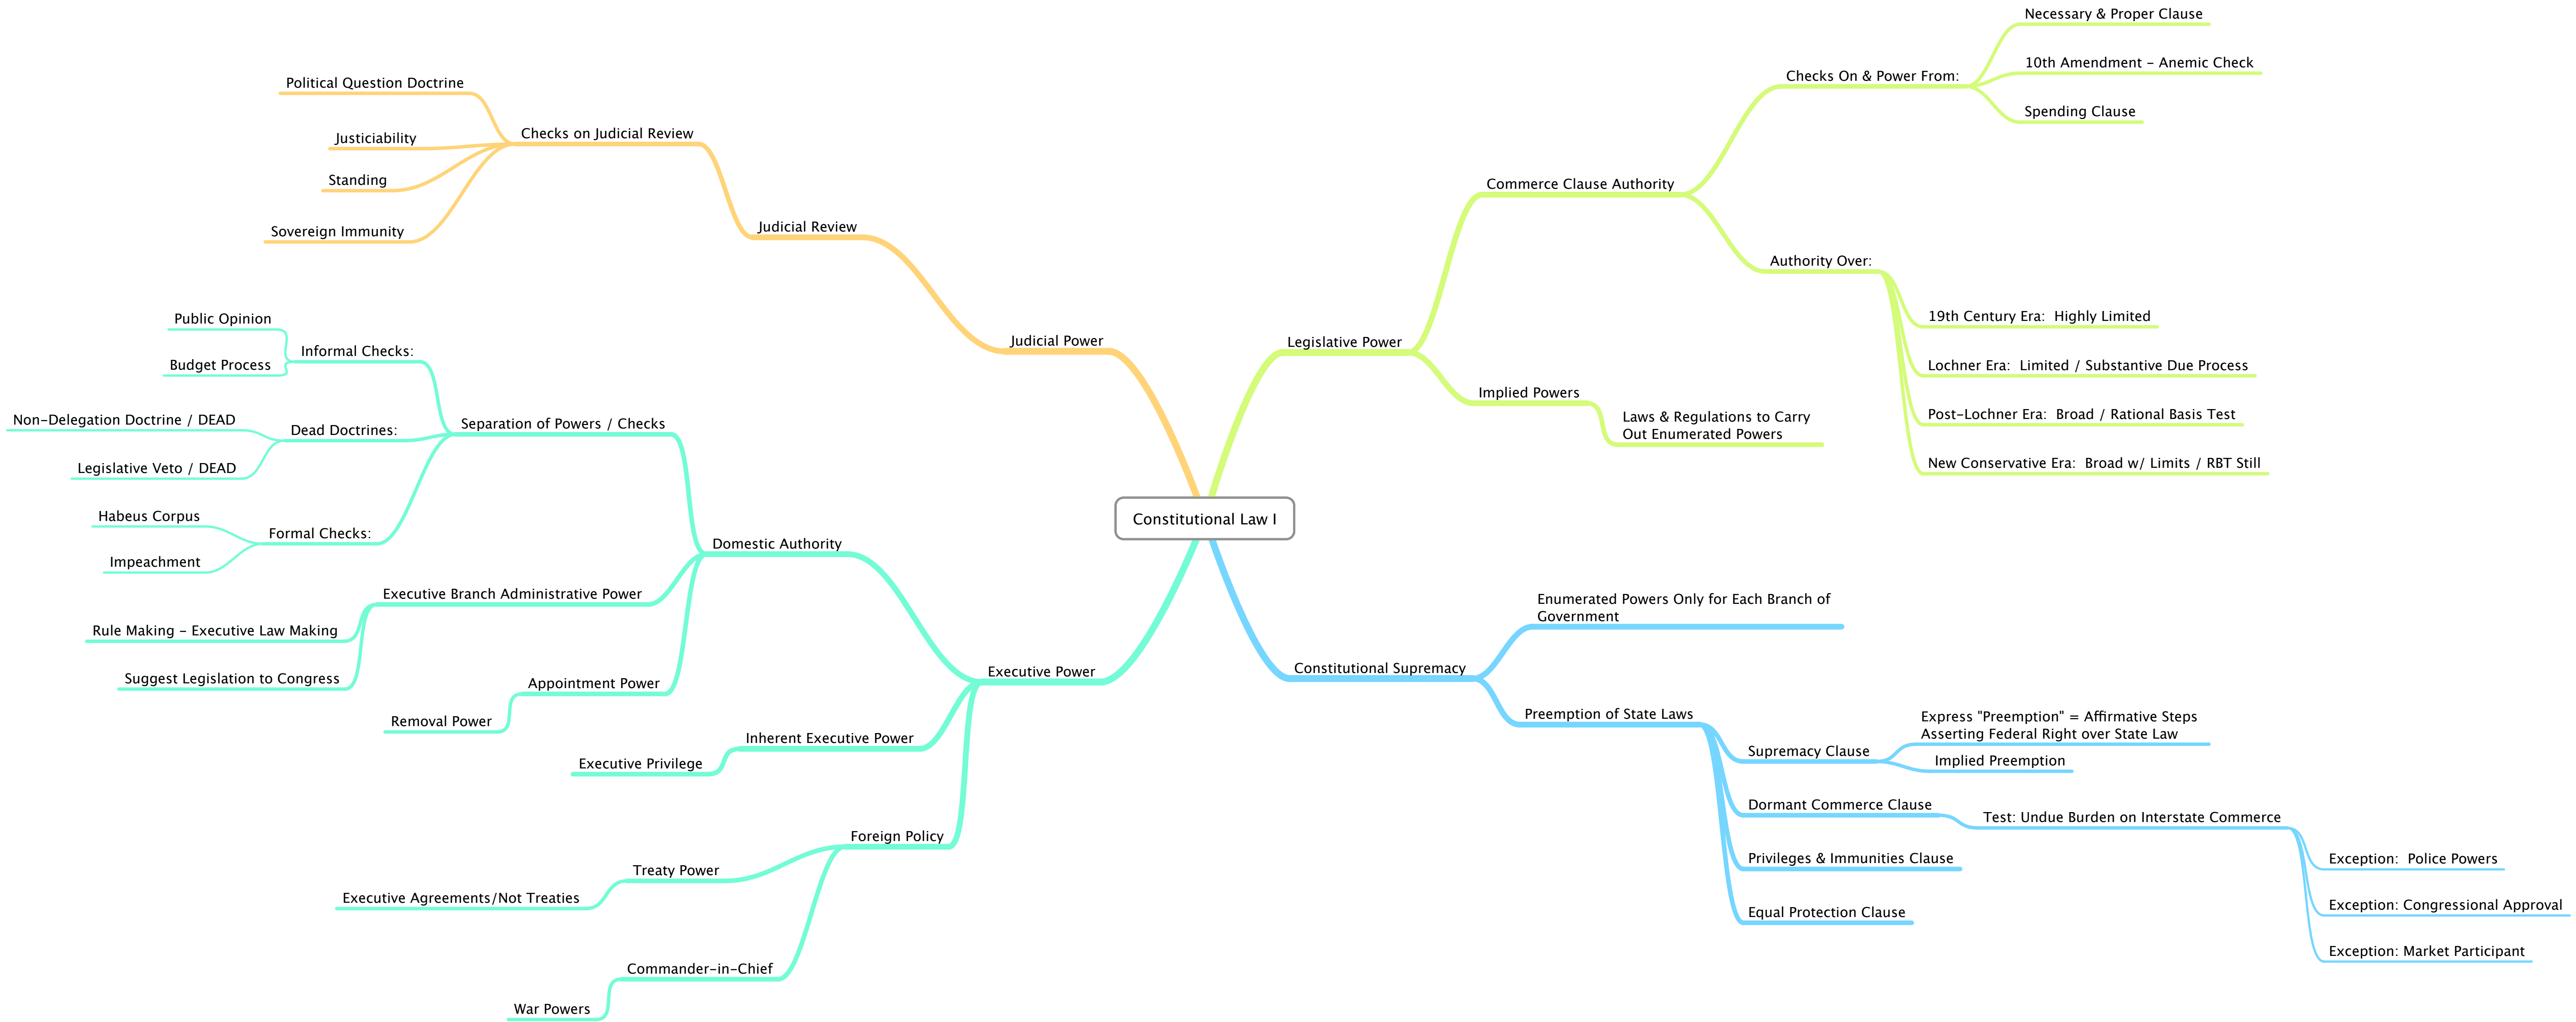 Constitutional Law I
Judicial Power
Judicial Review
Checks on Judicial Review
Political Question Doctrine
Justiciability
Standing
Sovereign Immunity
Legislative Power
Commerce Clause Authority
Checks On & Power From:
Necessary & Proper Clause
10th Amendment - Anemic Check
Spending Clause
Authority Over:
19th Century Era:  Highly Limited
Lochner Era:  Limited / Substantive Due Process
Post-Lochner Era:  Broad / Rational Basis Test
New Conservative Era:  Broad w/ Limits / RBT Still
Implied Powers
Laws & Regulations to Carry
Out Enumerated Powers
Executive Power
Domestic Authority
Separation of Powers / Checks
Informal Checks:
Public Opinion
Budget Process
Dead Doctrines:
Non-Delegation Doctrine / DEAD
Legislative Veto / DEAD
Formal Checks:
Habeus Corpus
Impeachment
Executive Branch Administrative Power
Rule Making - Executive Law Making
Suggest Legislation to Congress
Appointment Power
Removal Power
Inherent Executive Power
Executive Privilege
Foreign Policy
Treaty Power
Executive Agreements/Not Treaties
Commander-in-Chief
War Powers
Constitutional Supremacy
Enumerated Powers Only for Each Branch of
Government
Preemption of State Laws
Supremacy Clause
Express "Preemption" = Affirmative Steps
Asserting Federal Right over State Law
Implied Preemption
Dormant Commerce Clause
Test: Undue Burden on Interstate Commerce
Exception:  Police Powers
Exception: Congressional Approval
Exception: Market Participant
Privileges & Immunities Clause
Equal Protection Clause